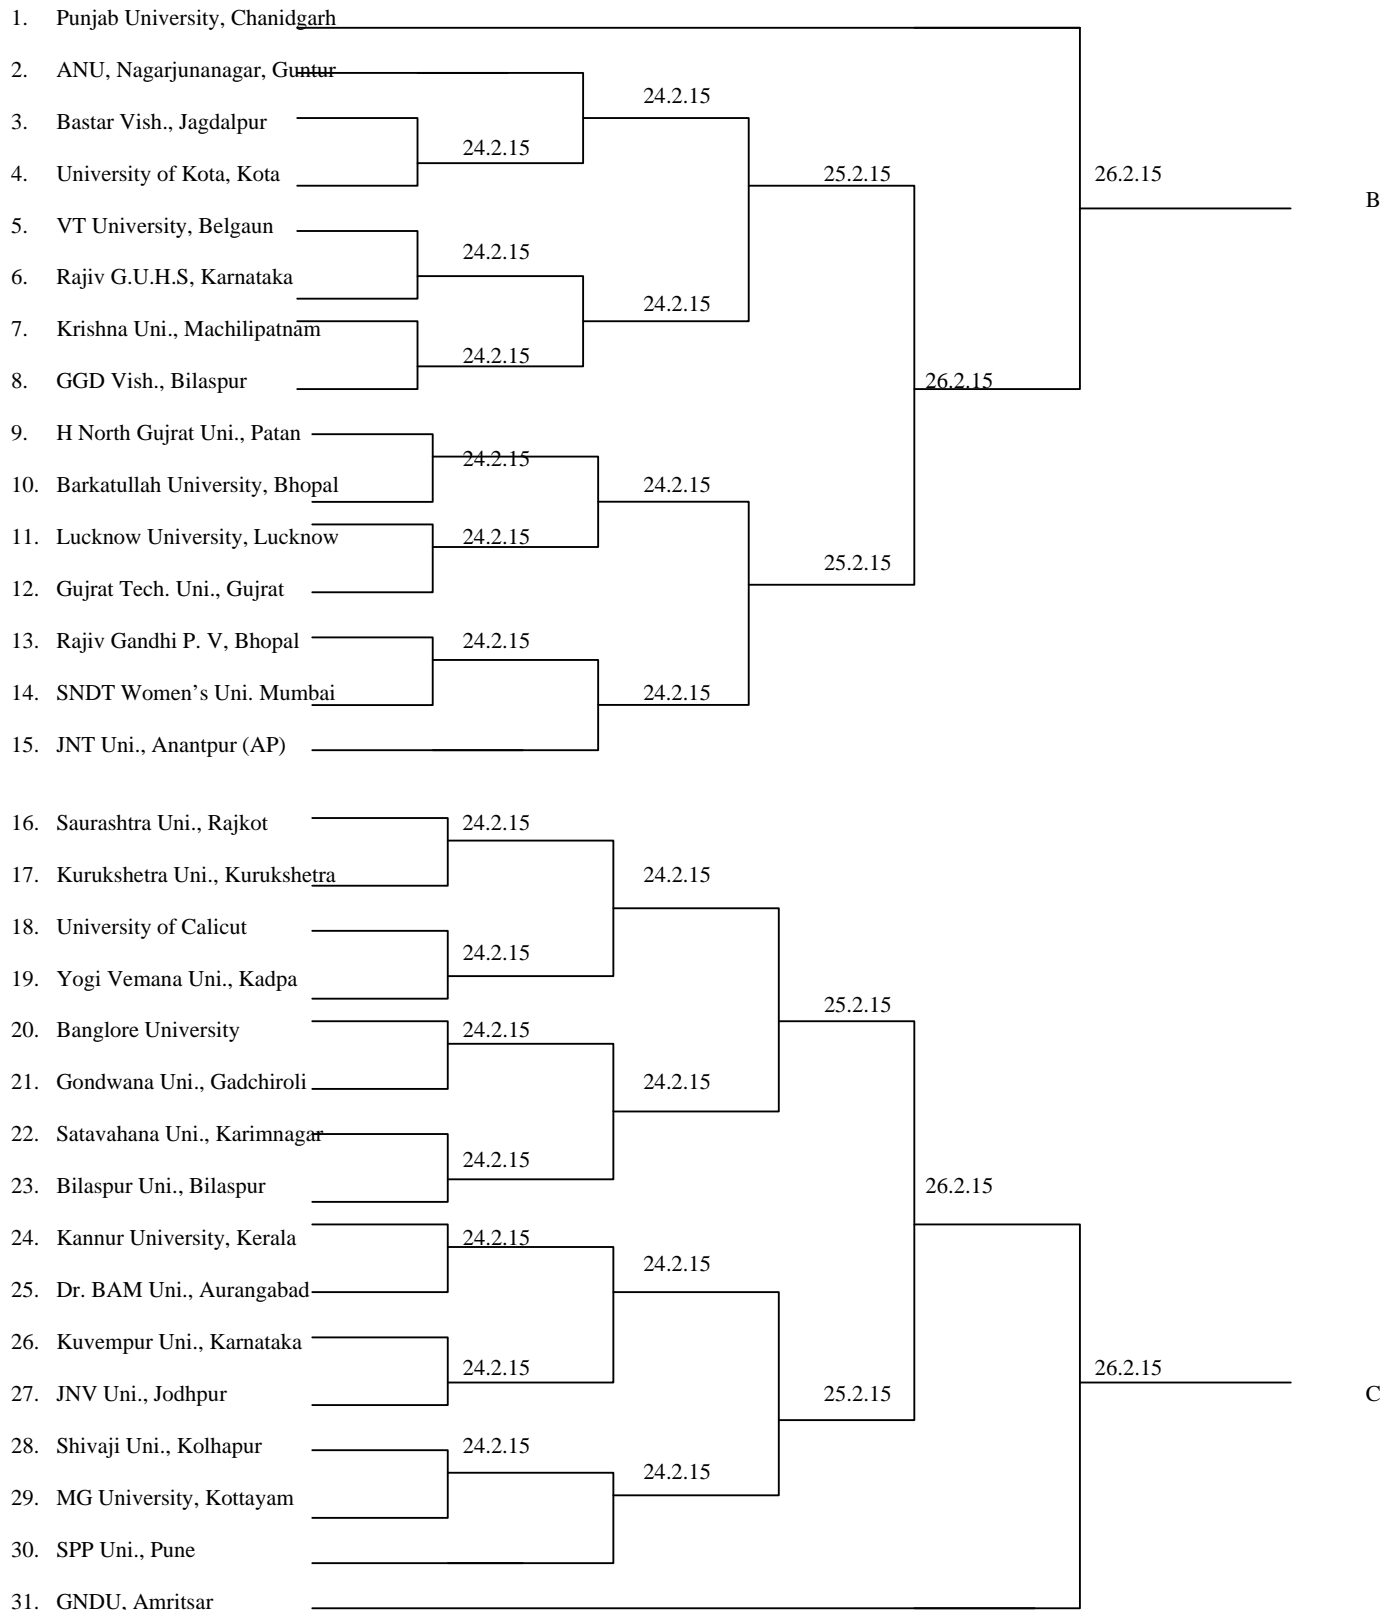 1. Punjab University, Chanidgarh
2. ANU, Nagarjunanagar, Guntur
24.2.15
3. Bastar Vish., Jagdalpur
24.2.15
4. University of Kota, Kota
25.2.15
26.2.15
B
5. VT University, Belgaun
24.2.15
6. Rajiv G.U.H.S, Karnataka
24.2.15
7. Krishna Uni., Machilipatnam
24.2.15
8. GGD Vish., Bilaspur
26.2.15
9. H North Gujrat Uni., Patan
24.2.15
10. Barkatullah University, Bhopal
24.2.15
11. Lucknow University, Lucknow
24.2.15
25.2.15
12. Gujrat Tech. Uni., Gujrat
13. Rajiv Gandhi P. V, Bhopal
24.2.15
14. SNDT Women’s Uni. Mumbai
24.2.15
15. JNT Uni., Anantpur (AP)
16. Saurashtra Uni., Rajkot
24.2.15
17. Kurukshetra Uni., Kurukshetra
24.2.15
18. University of Calicut
24.2.15
19. Yogi Vemana Uni., Kadpa
25.2.15
20. Banglore University
24.2.15
21. Gondwana Uni., Gadchiroli
24.2.15
22. Satavahana Uni., Karimnagar
24.2.15
23. Bilaspur Uni., Bilaspur
26.2.15
24. Kannur University, Kerala
24.2.15
24.2.15
25. Dr. BAM Uni., Aurangabad
26. Kuvempur Uni., Karnataka
24.2.15
26.2.15
27. JNV Uni., Jodhpur
25.2.15
C
28. Shivaji Uni., Kolhapur
24.2.15
24.2.15
29. MG University, Kottayam
30. SPP Uni., Pune
31. GNDU, Amritsar